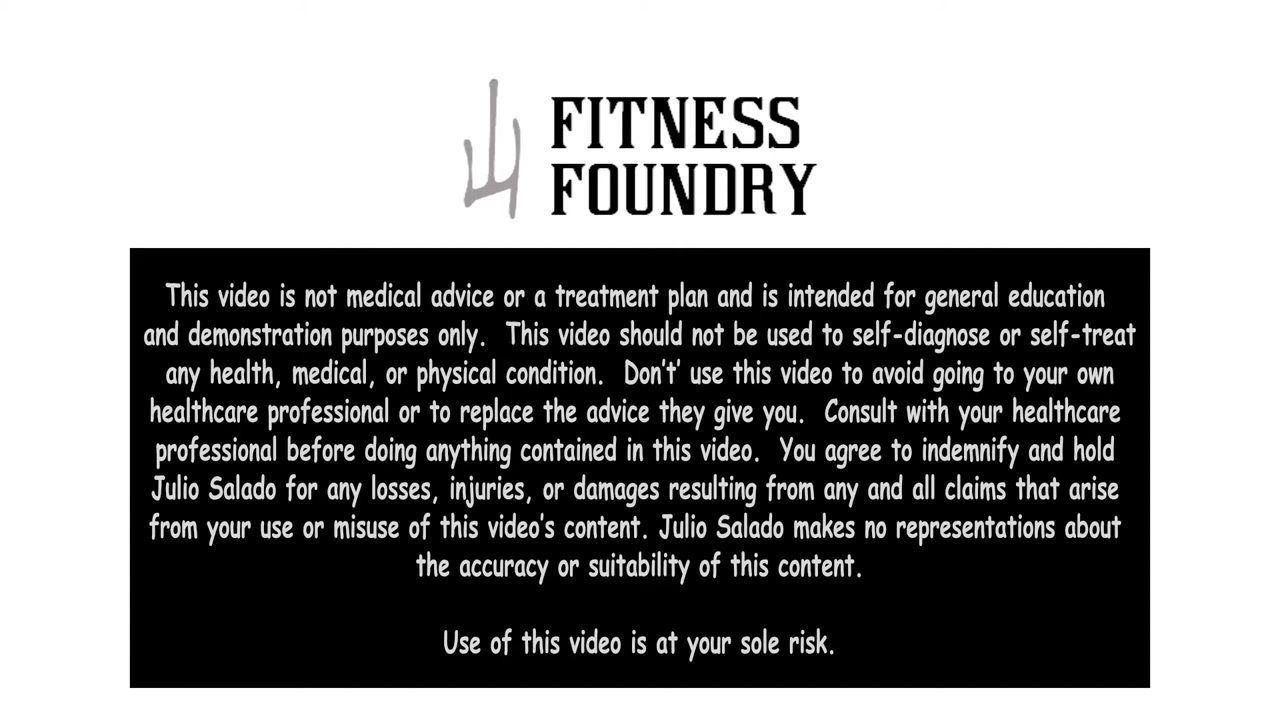 FITNESS
FOUNDRY
This video is not medical advice or a treatment plan and is intended for general education
and demonstration purposes only.  This video should not be used to self-diagnose or self-treat
any health, medical, or physical condition.  Don't' use this video to avoid going to your own
healthcare professional or to replace the advice they give you.  Consult with your healthcare
professional before doing anything contained in this video.  You agree to indemnify and hold
Julio Salado for any losses, injuries, or damages resulting from any and all claims that arise
from your use or misuse of this video's content. Julio Salado makes no representations about
the accuracy or suitability of this content.
Use of this video is at your sole risk.